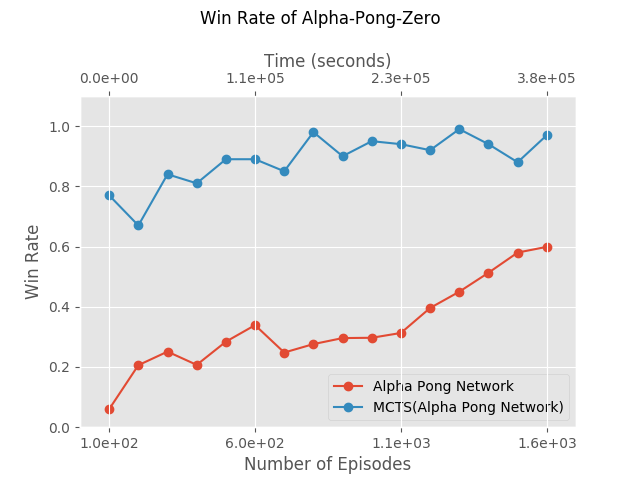 Win Rate of Alpha-Pong-Zero
Time (seconds)
0.0e+00 1.1e+05 2.3e+05 3.8e+05
1.0
0.8
0.6
0.4
0.2
0.0
Win Rate
Alpha Pong Network
MCTS(Alpha Pong Network)
1.0e+02 6.0e+02 1.1e+03 1.6e+03
Number of Episodes